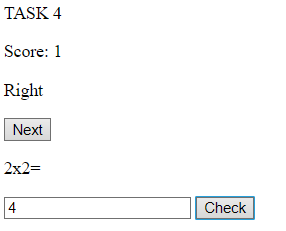 TASK 4
Score: 1
Right
Next
2x2=
4 Check